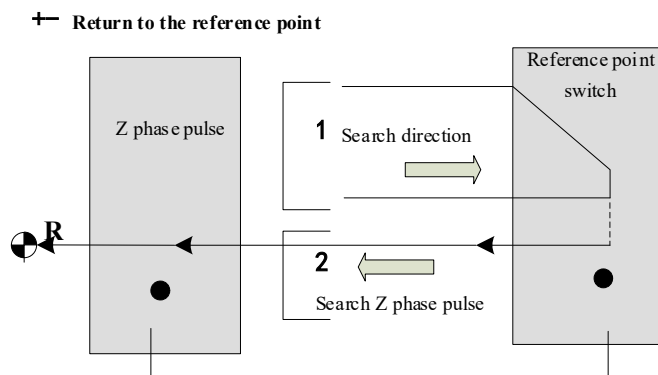 +− Return to the reference point
Reference point
switch
Z phase pulse
1 Search direction
R
2
Search Z phase pulse